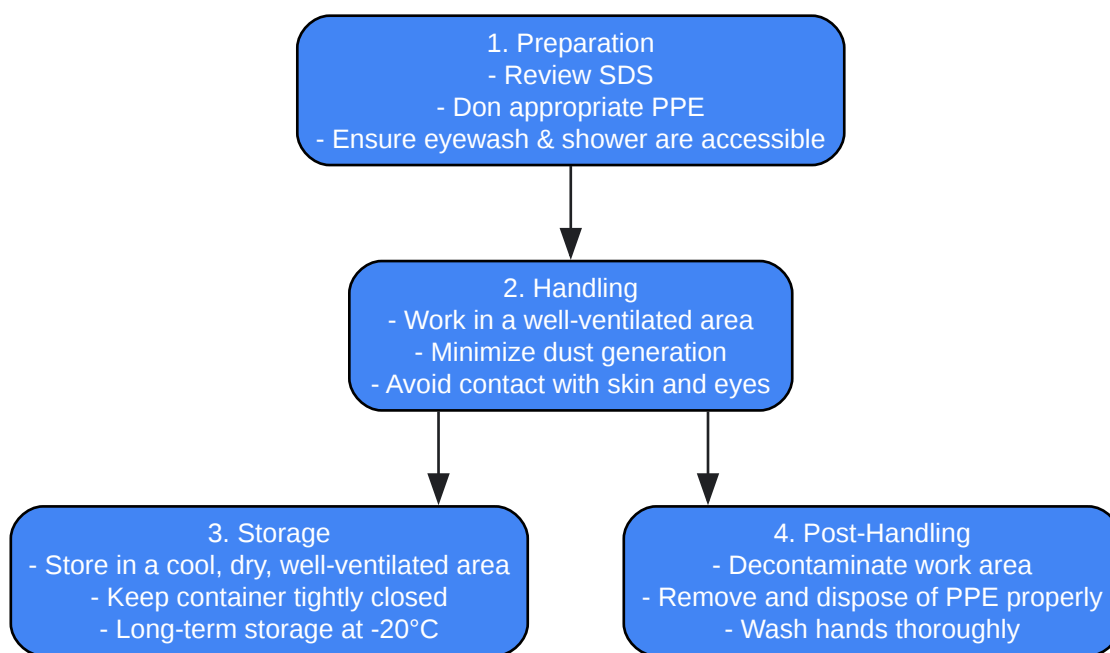 1. Preparation
- Review SDS
- Don appropriate PPE
- Ensure eyewash & shower are accessible
2. Handling
- Work in a well-ventilated area
- Minimize dust generation
- Avoid contact with skin and eyes
3. Storage
- Store in a cool, dry, well-ventilated area
- Keep container tightly closed
- Long-term storage at -20°C
4. Post-Handling
- Decontaminate work area
- Remove and dispose of PPE properly
- Wash hands thoroughly